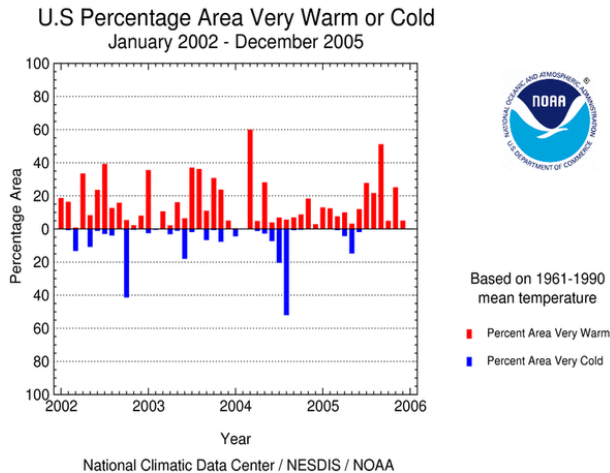 U.S Percentage Area Very Warm or Cold
January 2002 - December 2005
Percentage Area
100
80
60
40
20
0
20
40
60
80
100
2002 2003 2004 2005 2006
Year
National Climatic Data Center / NESDIS / NOAA
NATIONAL OCEANIC AND ATMOSPHERIC ADMINISTRATION
NOAA
U.S. DEPARTMENT OF COMMERCE
®
Based on 1961-1990
mean temperature
Percent Area Very Warm
Percent Area Very Cold